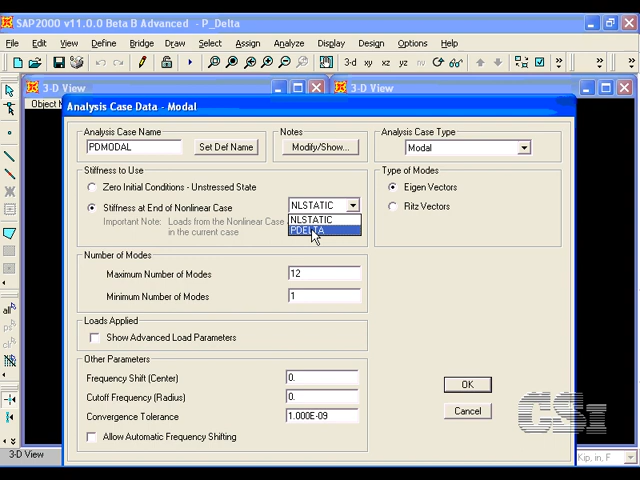 SAP2000 v11.0.0 Beta B Advanced - P_Delta
File Edit View Define Bridge Draw Select Assign Analyze Display Design Options Help
3-d xy xz yz nv
3-D View
3-D View
Object M
Analysis Case Data - Modal
Analysis Case Name
PDMODAL
Set Def Name
Notes
Modify/Show...
Analysis Case Type
Modal
Stiffness to Use
Zero Initial Conditions - Unstressed State
Stiffness at End of Nonlinear Case
NLSTATIC
NLSTATIC
PDELTA
Important Note: Loads from the Nonlinear Case
in the current case
Type of Modes
Eigen Vectors
Ritz Vectors
Number of Modes
Maximum Number of Modes
12
Minimum Number of Modes
1
Loads Applied
Show Advanced Load Parameters
Other Parameters
Frequency Shift (Center)
0.
Cutoff Frequency (Radius)
0.
Convergence Tolerance
1.000E-09
Allow Automatic Frequency Shifting
OK
Cancel
CSi
all
ps
clr
3-D View
Kip, in, F